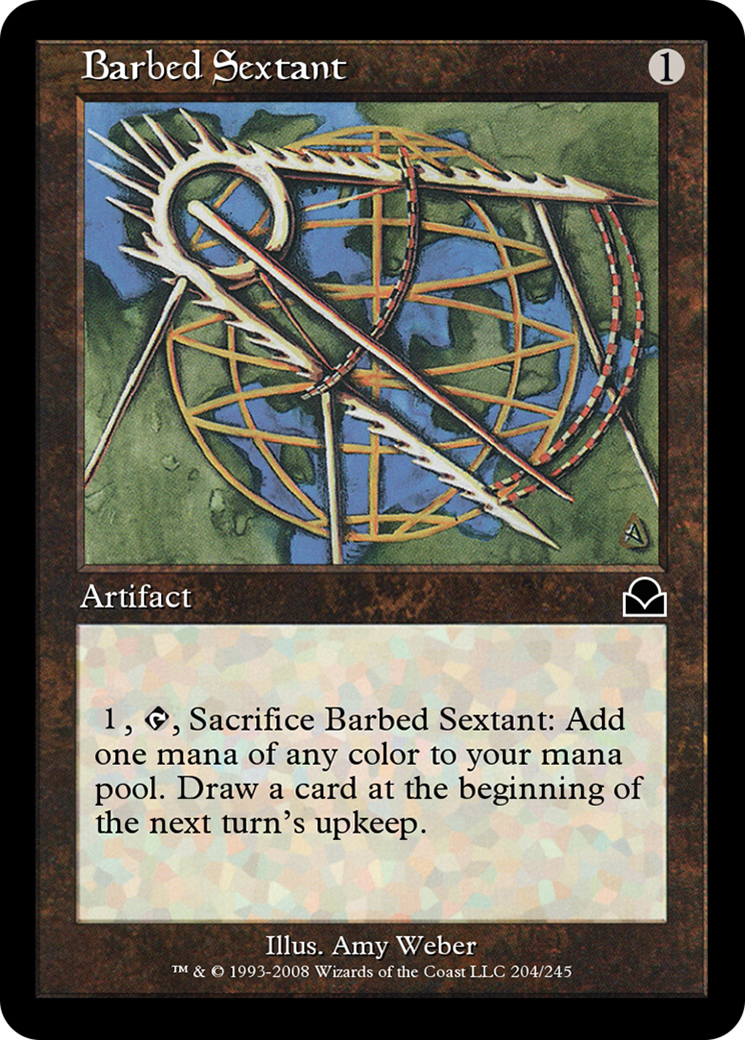 Barbed Sextant 1
Artifact
1, , Sacrifice Barbed Sextant: Add
one mana of any color to your mana
pool. Draw a card at the beginning of
the next turn’s upkeep.
Illus. Amy Weber
™ & © 1993-2008 Wizards of the Coast LLC 204/245